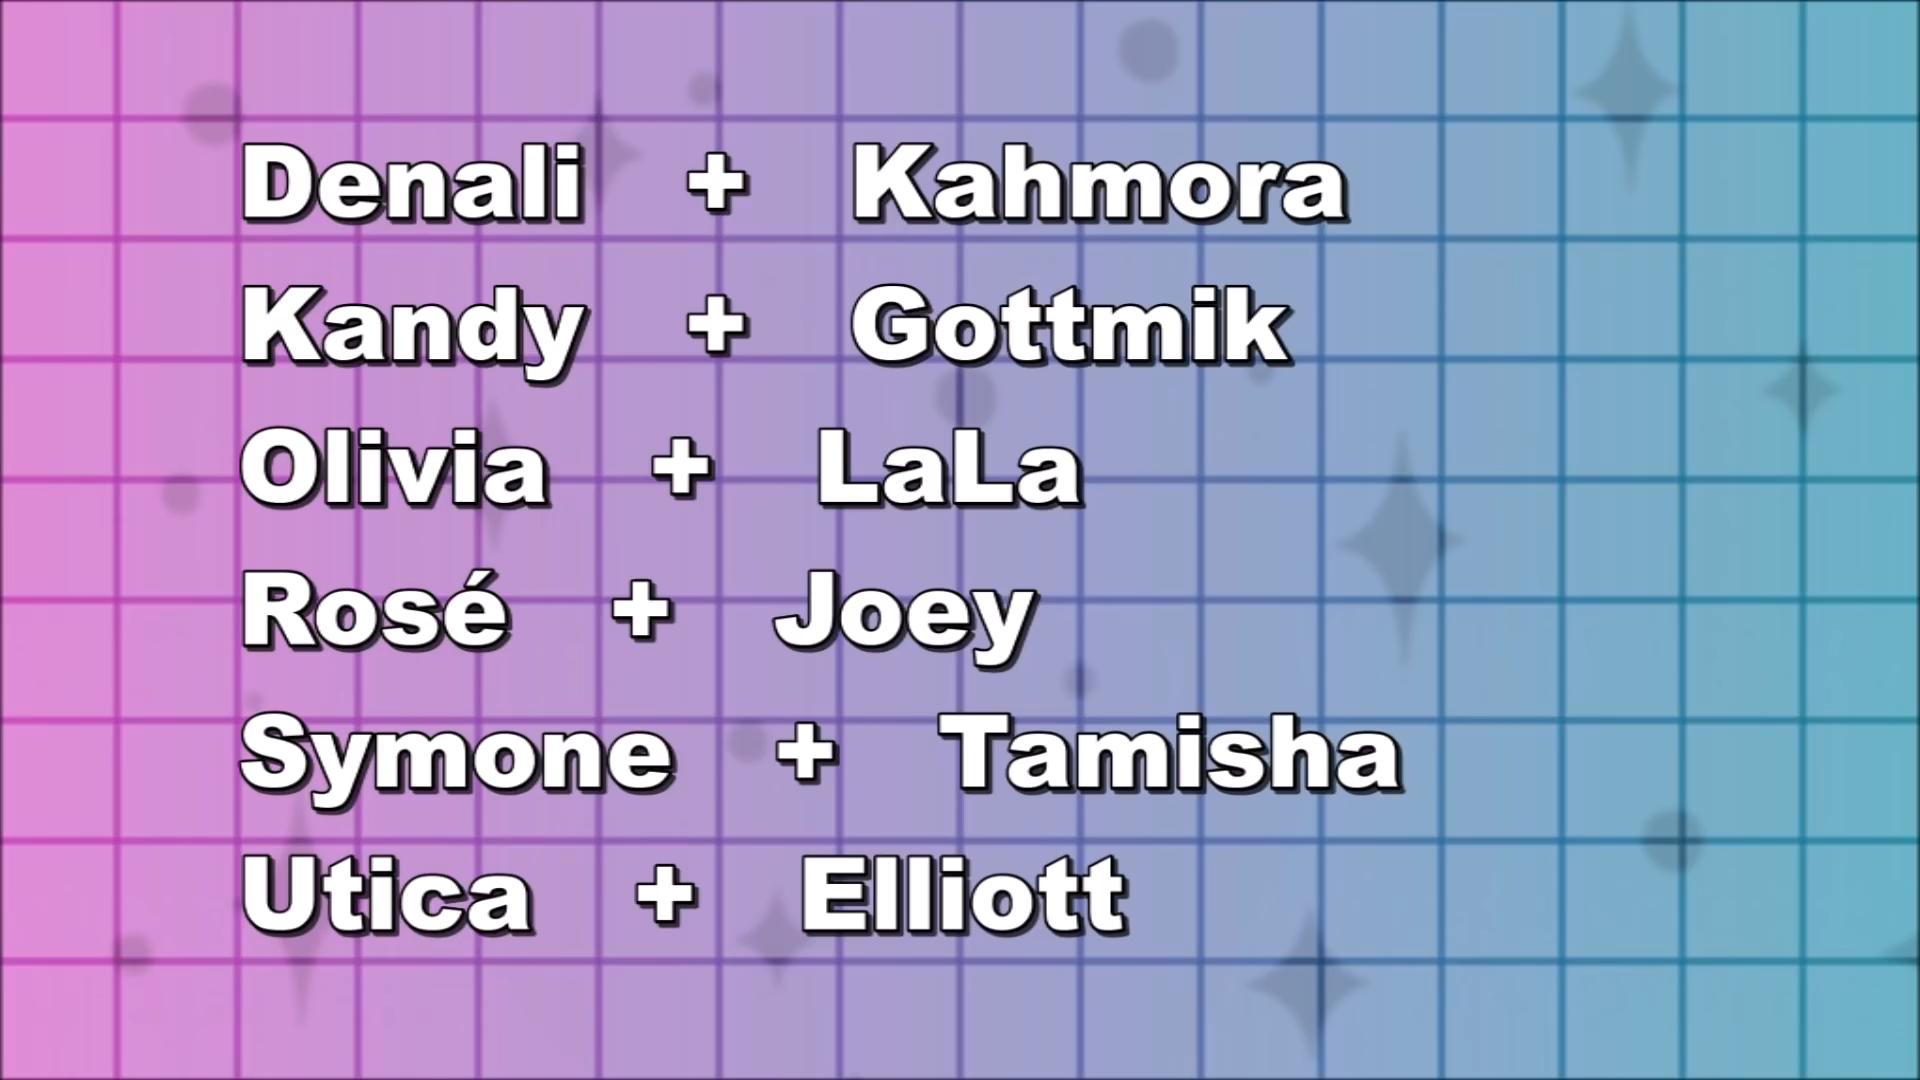 Denali + Kahmora
Kandy + Gottmik
Olivia + LaLa
Rosé + Joey
Symone + Tamisha
Utica + Elliott